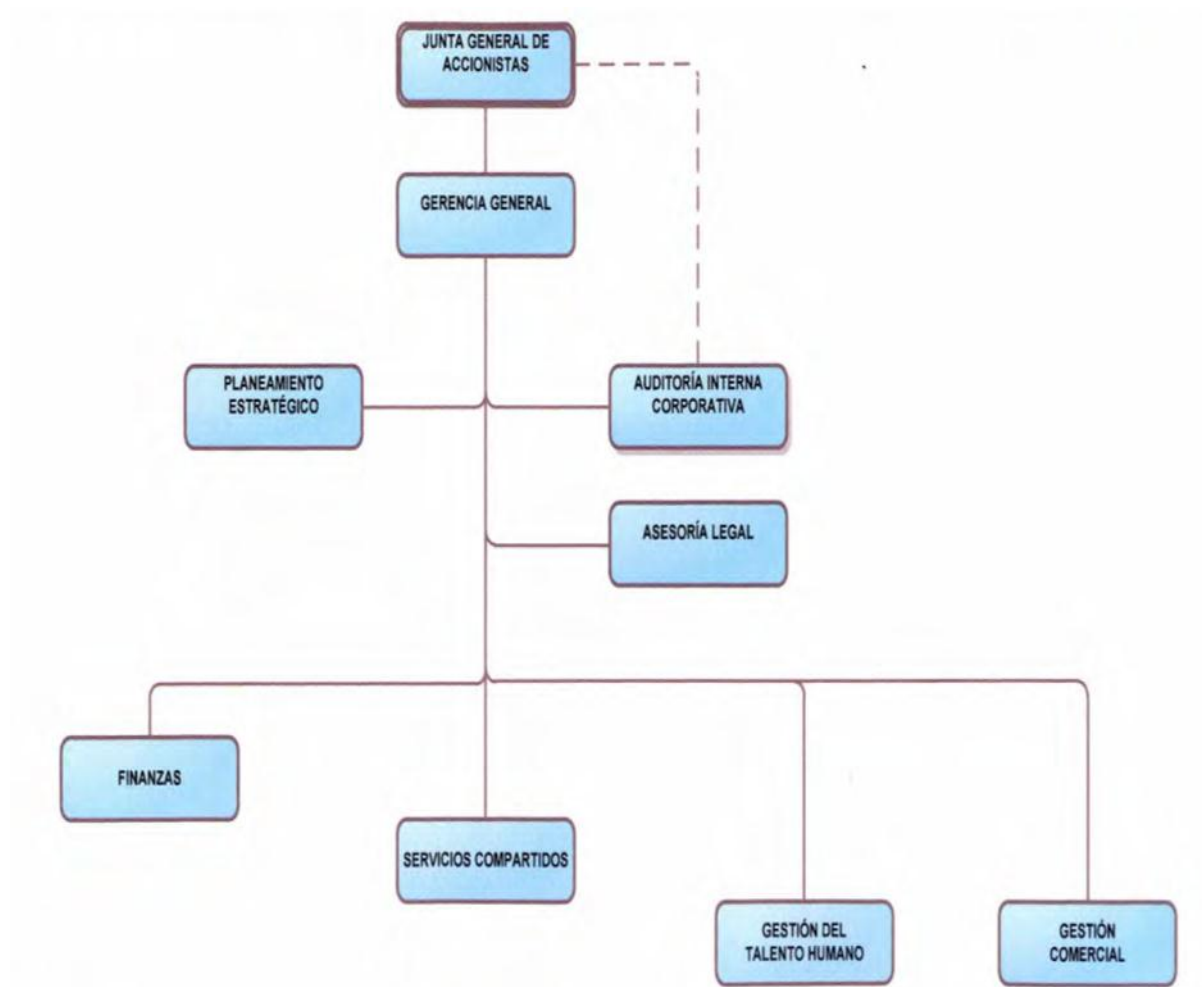 JUNTA GENERAL DE
ACCIONISTAS
GERENCIA GENERAL
PLANEAMIENTO
ESTRATÉGICO
AUDITORÍA INTERNA
CORPORATIVA
ASESORÍA LEGAL
FINANZAS
SERVICIOS COMPARTIDOS
GESTIÓN DEL
TALENTO HUMANO
GESTIÓN
COMERCIAL